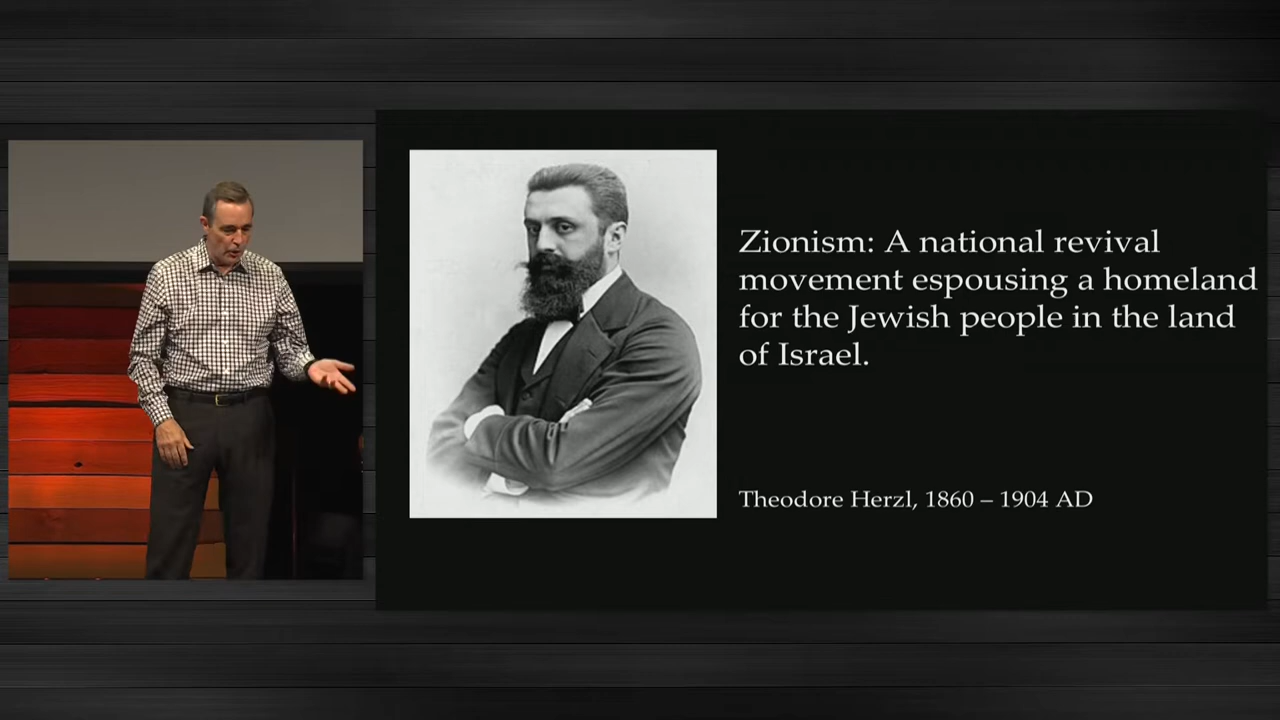 Zionism: A national revival
movement espousing a homeland
for the Jewish people in the land
of Israel.
Theodore Herzl, 1860 – 1904 AD